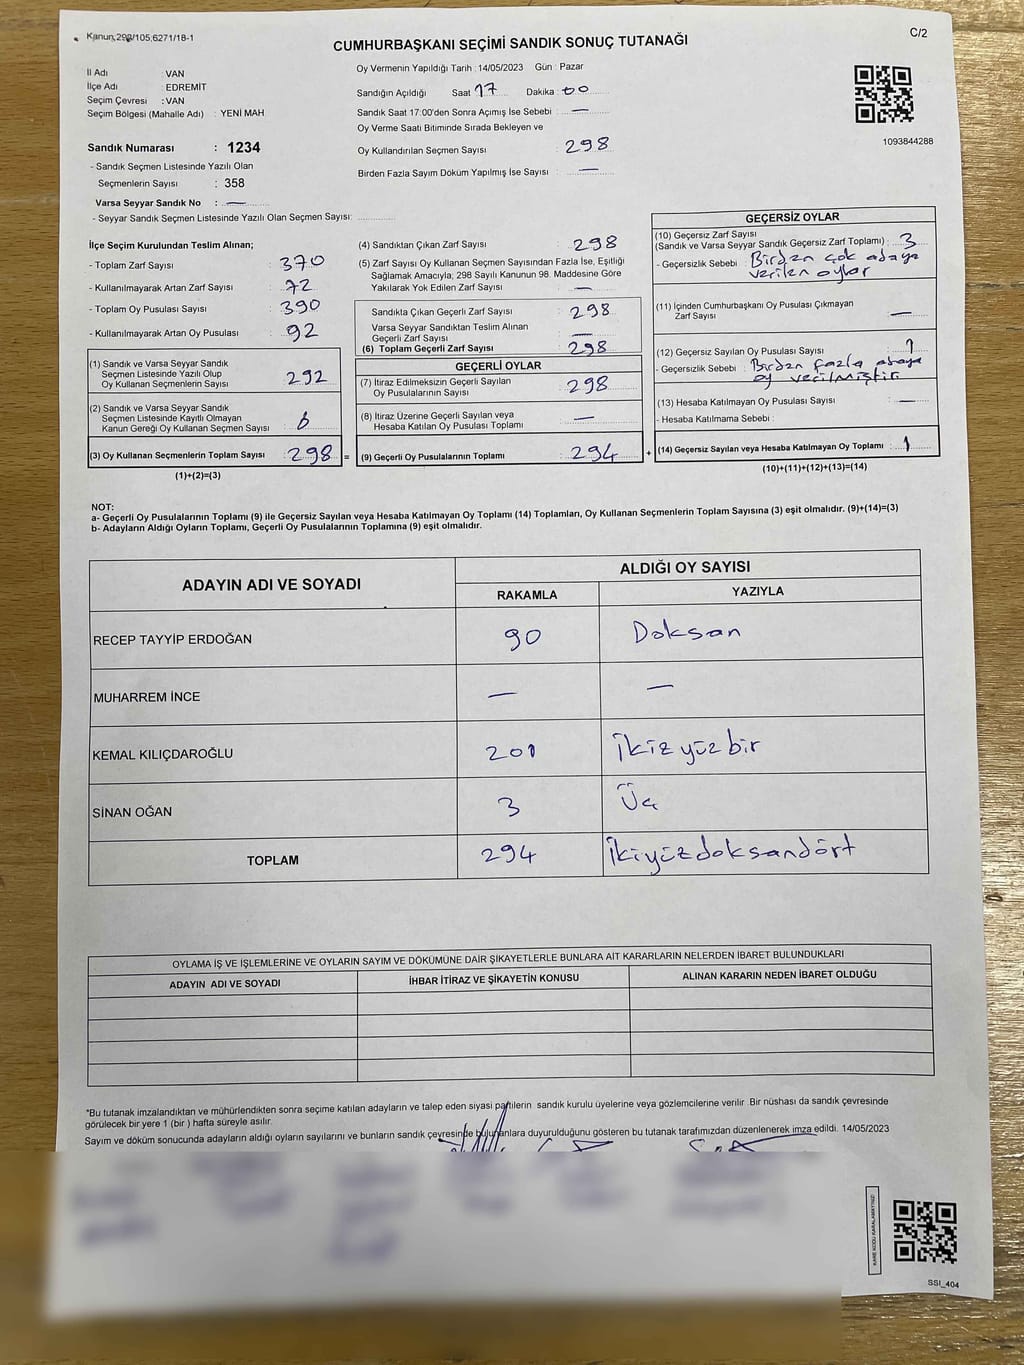 Kanun,298/105;6271/18-1
C/2
CUMHURBAŞKANI SEÇİMİ SANDIK SONUÇ TUTANAĞI
İl Adı : VAN
İlçe Adı : EDREMİT
Seçim Çevresi : VAN
Seçim Bölgesi (Mahalle Adı) : YENİ MAH
Sandık Numarası : 1234
- Sandık Seçmen Listesinde Yazılı Olan
Seçmenlerin Sayısı : 358
Varsa Seyyar Sandık No : —
- Seyyar Sandık Seçmen Listesinde Yazılı Olan Seçmen Sayısı:
Oy Vermenin Yapıldığı Tarih : 14/05/2023 Gün : Pazar
Sandığın Açıldığı Saat 17 Dakika : 00
Sandık Saat 17:00'den Sonra Açımış İse Sebebi : —
Oy Verme Saati Bitiminde Sırada Bekleyen ve
Oy Kullandırılan Seçmen Sayısı : 298
Birden Fazla Sayım Döküm Yapılmış İse Sayısı : —
1093844288
İlçe Seçim Kurulundan Teslim Alınan;
- Toplam Zarf Sayısı : 370
- Kullanılmayarak Artan Zarf Sayısı : 72
- Toplam Oy Pusulası Sayısı : 390
- Kullanılmayarak Artan Oy Pusulası : 92
(1) Sandık ve Varsa Seyyar Sandık
Seçmen Listesinde Yazılı Olup
Oy Kullanan Seçmenlerin Sayısı : 292
(2) Sandık ve Varsa Seyyar Sandık
Seçmen Listesinde Kayıtlı Olmayan
Kanun Gereği Oy Kullanan Seçmen Sayısı : 6
(3) Oy Kullanan Seçmenlerin Toplam Sayısı : 298 =
(1)+(2)=(3)
(4) Sandıktan Çıkan Zarf Sayısı : 298
(5) Zarf Sayısı Oy Kullanan Seçmen Sayısından Fazla İse, Eşitliği
Sağlamak Amacıyla, 298 Sayılı Kanunun 98. Maddesine Göre
Yakılarak Yok Edilen Zarf Sayısı : —
Sandıkta Çıkan Geçerli Zarf Sayısı : 298
Varsa Seyyar Sandıktan Teslim Alınan
Geçerli Zarf Sayısı : —
(6) Toplam Geçerli Zarf Sayısı : 298
GEÇERLİ OYLAR
(7) İtiraz Edilmeksizin Geçerli Sayılan
Oy Pusulalarının Sayısı : 298
(8) İtiraz Üzerine Geçerli Sayılan veya
Hesaba Katılan Oy Pusulası Toplamı : —
(9) Geçerli Oy Pusulalarının Toplamı : 294 +
GEÇERSİZ OYLAR
(10) Geçersiz Zarf Sayısı
(Sandık ve Varsa Seyyar Sandık Geçersiz Zarf Toplamı) : 3
- Geçersizlik Sebebi : Birden çok adaya
verilen oylar
(11) İçinden Cumhurbaşkanı Oy Pusulası Çıkmayan
Zarf Sayısı : —
(12) Geçersiz Sayılan Oy Pusulası Sayısı : 1
- Geçersizlik Sebebi : Birden fazla adaya
oy verilmiştir
(13) Hesaba Katılmayan Oy Pusulası Sayısı : —
- Hesaba Katılmama Sebebi :
(14) Geçersiz Sayılan veya Hesaba Katılmayan Oy Toplamı : 1
(10)+(11)+(12)+(13)=(14)
NOT:
a- Geçerli Oy Pusulalarının Toplamı (9) ile Geçersiz Sayılan veya Hesaba Katılmayan Oy Toplamı (14) Toplamları, Oy Kullanan Seçmenlerin Toplam Sayısına (3) eşit olmalıdır. (9)+(14)=(3)
b- Adayların Aldığı Oyların Toplamı, Geçerli Oy Pusulalarının Toplamına (9) eşit olmalıdır.
ADAYIN ADI VE SOYADI
ALDIĞI OY SAYISI
RAKAMLA YAZIYLA
RECEP TAYYİP ERDOĞAN 90 Doksan
MUHARREM İNCE — —
KEMAL KILIÇDAROĞLU 201 İkizyüzbir
SİNAN OĞAN 3 Üç
TOPLAM 294 İkiyüzdoksandört
OYLAMA İŞ VE İŞLEMLERİNE VE OYLARIN SAYIM VE DÖKÜMÜNE DAİR ŞİKAYETLERLE BUNLARA AİT KARARLARIN NELERDEN İBARET BULUNDUKLARI
ADAYIN ADI VE SOYADI İHBAR İTİRAZ VE ŞİKAYETİN KONUSU ALINAN KARARIN NEDEN İBARET OLDUĞU
*Bu tutanak imzalandıktan ve mühürlendikten sonra seçime katılan adayların ve talep eden siyasi partilerin sandık kurulu üyelerine veya gözlemcilerine verilir .Bir nüshası da sandık çevresinde
görülecek bir yere 1 (bir ) hafta süreyle asılır.
Sayım ve döküm sonucunda adayların aldığı oyların sayılarını ve bunların sandık çevresinde bulunanlara duyurulduğunu gösteren bu tutanak tarafımızdan düzenlenerek imza edildi. 14/05/2023
KARE KODU KARALAMAYINIZ!
SSI_404